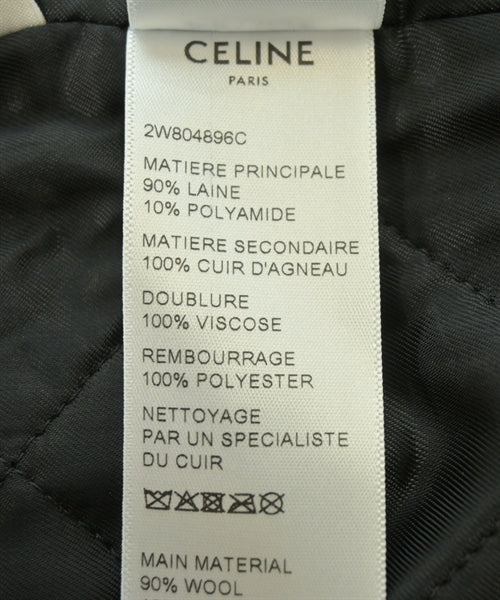 CELINE
PARIS
2W804896C
MATIERE PRINCIPALE
90% LAINE
10% POLYAMIDE
MATIERE SECONDAIRE
100% CUIR D'AGNEAU
DOUBLURE
100% VISCOSE
REMBOURRAGE
100% POLYESTER
NETTOYAGE
PAR UN SPECIALISTE
DU CUIR
MAIN MATERIAL
90% WOOL